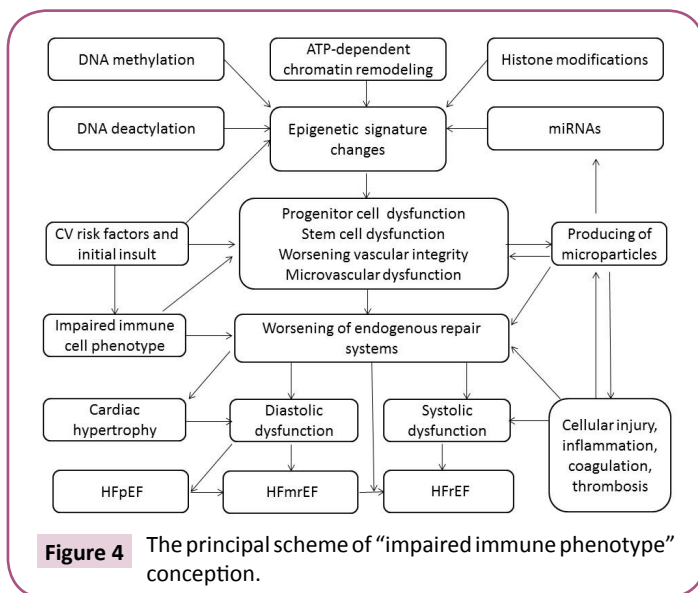 DNA methylation
ATP-dependent
chromatin remodeling
Histone modifications
DNA deactylation
Epigenetic signature
changes
miRNAs
CV risk factors and
initial insult
Progenitor cell dysfunction
Stem cell dysfunction
Worsening vascular integrity
Microvascular dysfunction
Producing of
microparticles
Impaired immune
cell phenotype
Worsening of endogenous repair
systems
Cardiac
hypertrophy
Diastolic
dysfunction
Systolic
dysfunction
Cellular injury,
inflammation,
coagulation,
thrombosis
HFpEF
HFmrEF
HFrEF
Figure 4 The principal scheme of “impaired immune phenotype”
conception.